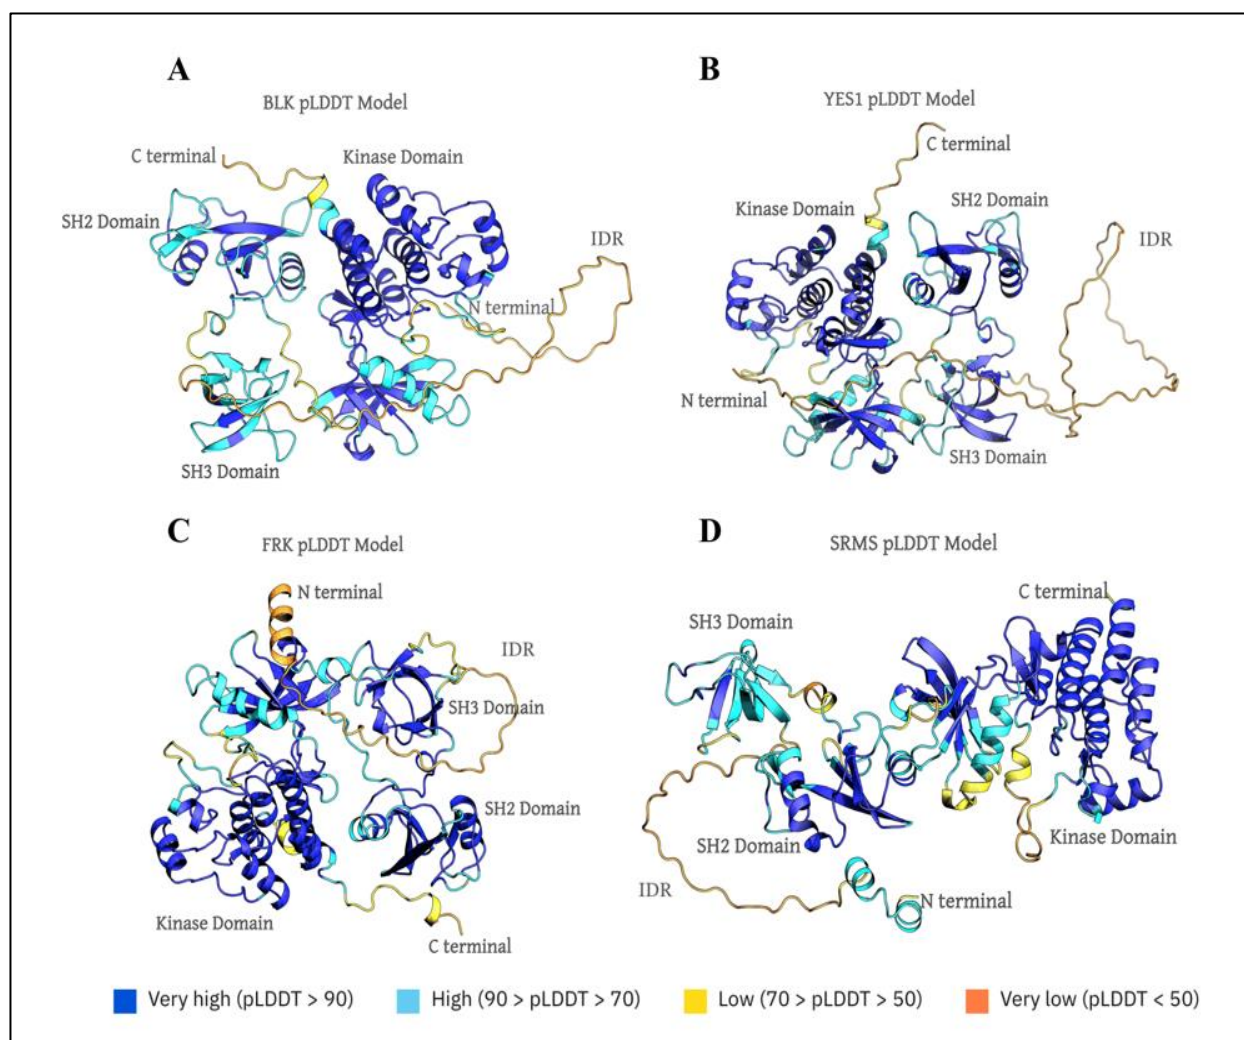 A
BLK pLDDT Model
C terminal
Kinase Domain
SH2 Domain
IDR
N terminal
SH3 Domain
B
YES1 pLDDT Model
C terminal
Kinase Domain
SH2 Domain
IDR
N terminal
SH3 Domain
C
FRK pLDDT Model
N terminal
IDR
SH3 Domain
SH2 Domain
Kinase Domain
C terminal
D
SRMS pLDDT Model
C terminal
SH3 Domain
SH2 Domain
Kinase Domain
IDR
N terminal
Very high (pLDDT > 90)
High (90 > pLDDT > 70)
Low (70 > pLDDT > 50)
Very low (pLDDT < 50)